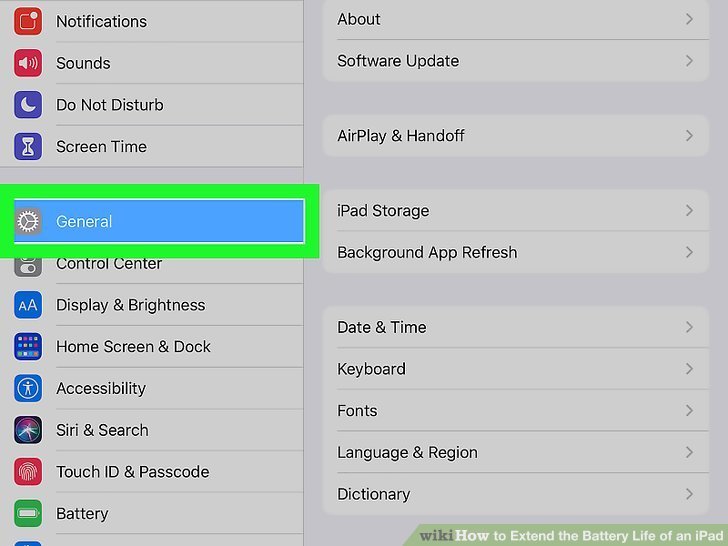 Notifications
Sounds
Do Not Disturb
Screen Time
General
Control Center
AA Display & Brightness
Home Screen & Dock
Accessibility
Siri & Search
Touch ID & Passcode
Battery
About
Software Update
AirPlay & Handoff
iPad Storage
Background App Refresh
Date & Time
Keyboard
Fonts
Language & Region
Dictionary
wikiHow to Extend the Battery Life of an iPad